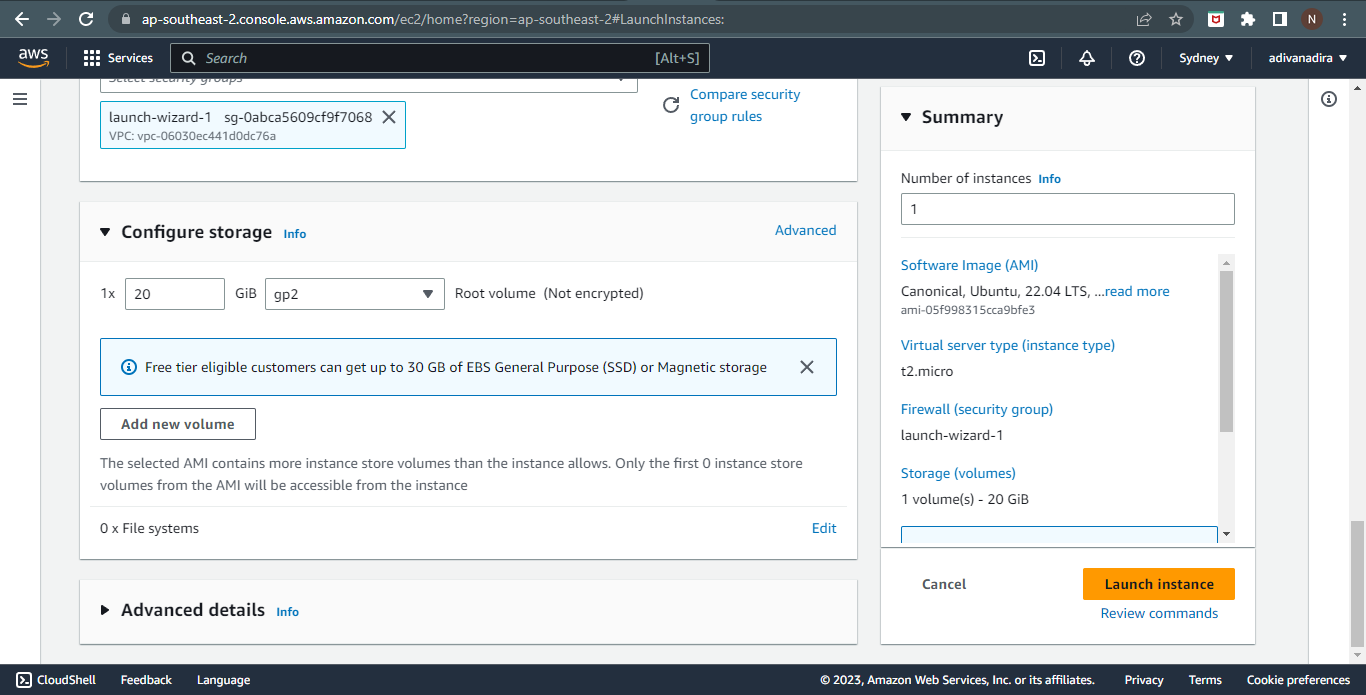 ap-southeast-2.console.aws.amazon.com/ec2/home?region=ap-southeast-2#LaunchInstances:
N
aws
Services
Search
[Alt+S]
Sydney
adivanadira
Select security groups
launch-wizard-1 sg-0abca5609cf9f7068
VPC: vpc-06030ec441d0dc76a
Compare security
group rules
Configure storage Info
Advanced
1x 20 GiB gp2 Root volume (Not encrypted)
Free tier eligible customers can get up to 30 GB of EBS General Purpose (SSD) or Magnetic storage
Add new volume
The selected AMI contains more instance store volumes than the instance allows. Only the first 0 instance store
volumes from the AMI will be accessible from the instance
0 x File systems
Edit
Advanced details Info
Summary
Number of instances Info
1
Software Image (AMI)
Canonical, Ubuntu, 22.04 LTS, ...read more
ami-05f998315cca9bfe3
Virtual server type (instance type)
t2.micro
Firewall (security group)
launch-wizard-1
Storage (volumes)
1 volume(s) - 20 GiB
Cancel
Launch instance
Review commands
CloudShell
Feedback
Language
© 2023, Amazon Web Services, Inc. or its affiliates.
Privacy
Terms
Cookie preferences